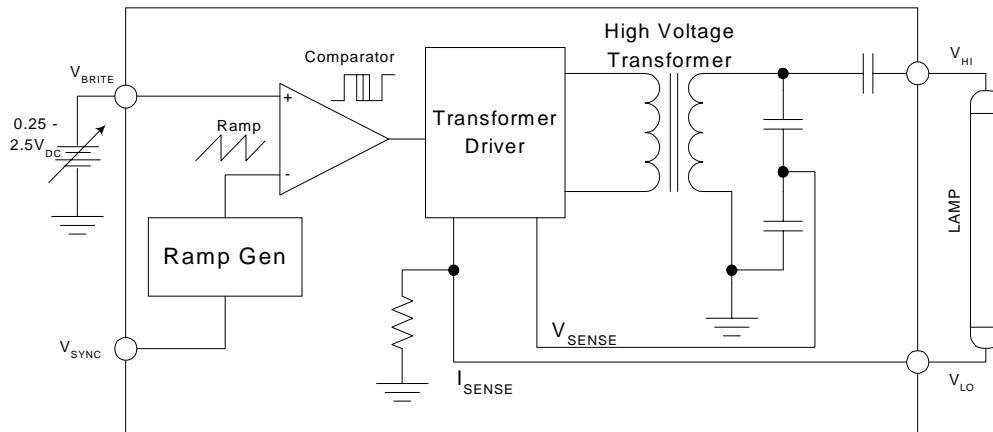 High Voltage
Transformer
V_HI
V_BRITE
Comparator
+
0.25 -
2.5V_DC
Ramp
-
Transformer
Driver
LAMP
Ramp Gen
V_SENSE
V_SYNC
I_SENSE
V_LO